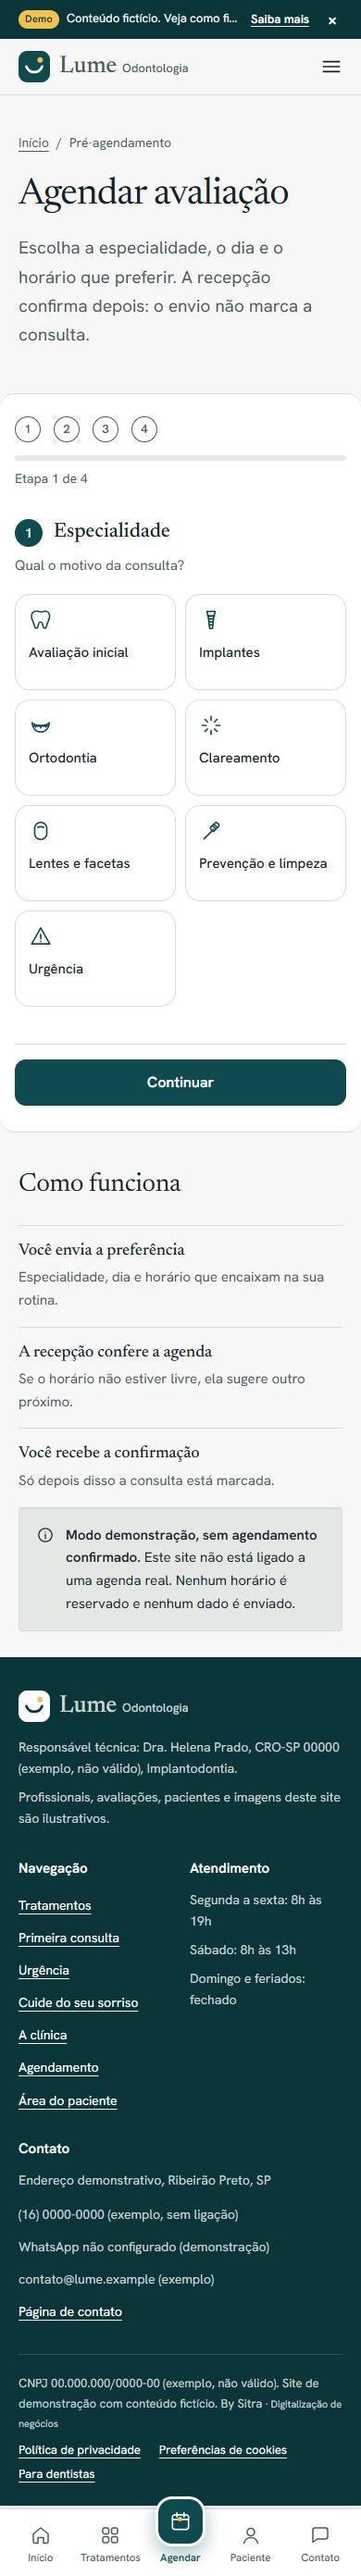 Demo Conteúdo fictício. Veja como fi... Saiba mais ×
Lume Odontologia
Início / Pré-agendamento
Agendar avaliação
Escolha a especialidade, o dia e o
horário que preferir. A recepção
confirma depois: o envio não marca a
consulta.
1 2 3 4
Etapa 1 de 4
1 Especialidade
Qual o motivo da consulta?
Avaliação inicial
Implantes
Ortodontia
Clareamento
Lentes e facetas
Prevenção e limpeza
Urgência
Continuar
Como funciona
Você envia a preferência
Especialidade, dia e horário que encaixam na sua
rotina.
A recepção confere a agenda
Se o horário não estiver livre, ela sugere outro
próximo.
Você recebe a confirmação
Só depois disso a consulta está marcada.
Modo demonstração, sem agendamento
confirmado. Este site não está ligado a
uma agenda real. Nenhum horário é
reservado e nenhum dado é enviado.
Lume Odontologia
Responsável técnica: Dra. Helena Prado, CRO-SP 00000
(exemplo, não válido), Implantodontia.
Profissionais, avaliações, pacientes e imagens deste site
são ilustrativos.
Navegação
Tratamentos
Primeira consulta
Urgência
Cuide do seu sorriso
A clínica
Agendamento
Área do paciente
Atendimento
Segunda a sexta: 8h às
19h
Sábado: 8h às 13h
Domingo e feriados:
fechado
Contato
Endereço demonstrativo, Ribeirão Preto, SP
(16) 0000-0000 (exemplo, sem ligação)
WhatsApp não configurado (demonstração)
contato@lume.example (exemplo)
Página de contato
CNPJ 00.000.000/0000-00 (exemplo, não válido). Site de
demonstração com conteúdo fictício. By Sitra · Digitalização de
negócios
Política de privacidade Preferências de cookies
Para dentistas
Início Tratamentos Agendar Paciente Contato